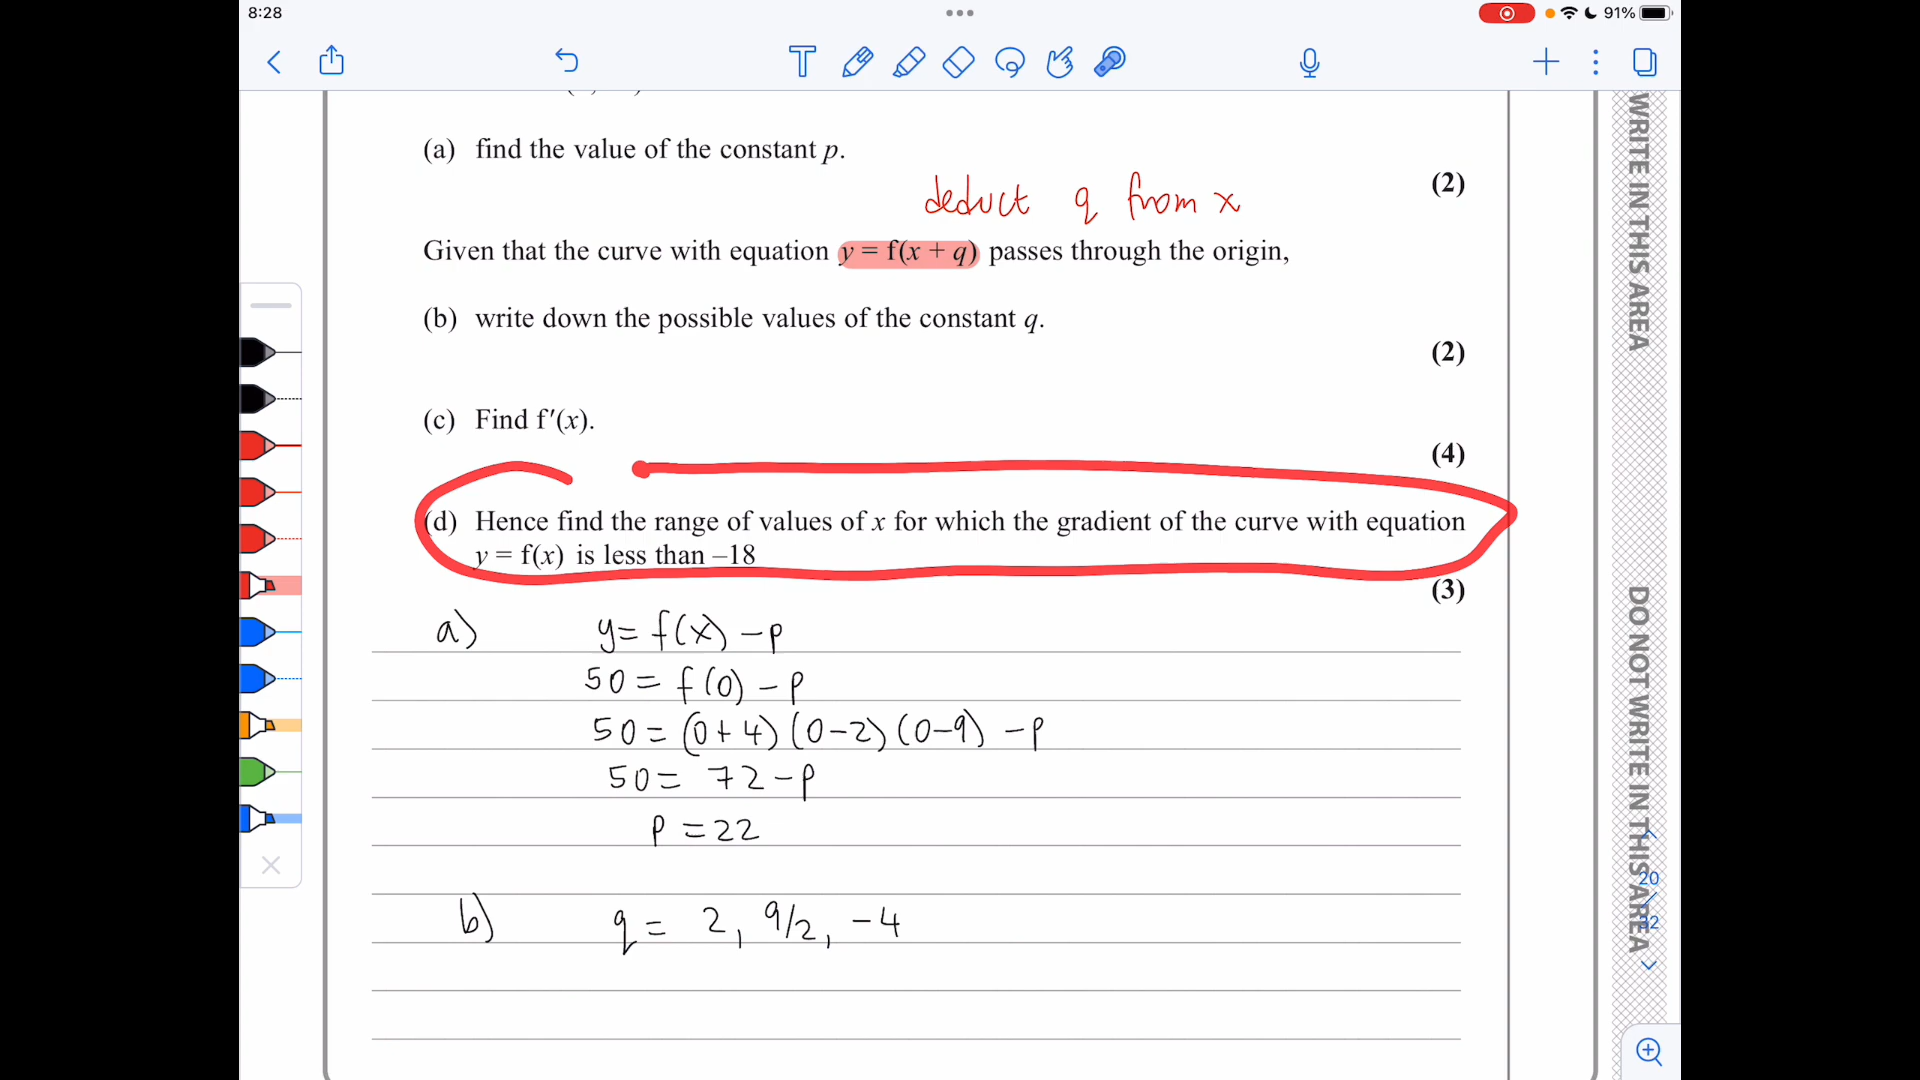 8:28
91%
(a) find the value of the constant p.
(2)
deduct q from x
Given that the curve with equation y = f(x + q) passes through the origin,
(b) write down the possible values of the constant q.
(2)
(c) Find f′(x).
(4)
(d) Hence find the range of values of x for which the gradient of the curve with equation
y = f(x) is less than –18
(3)
a) y = f(x) – p
50 = f(0) – p
50 = (0+4)(0–2)(0–9) – p
50 = 72 – p
p = 22
b) q = 2, 9/2, –4
WRITE IN THIS AREA
DO NOT WRITE IN THIS AREA
20
/
32